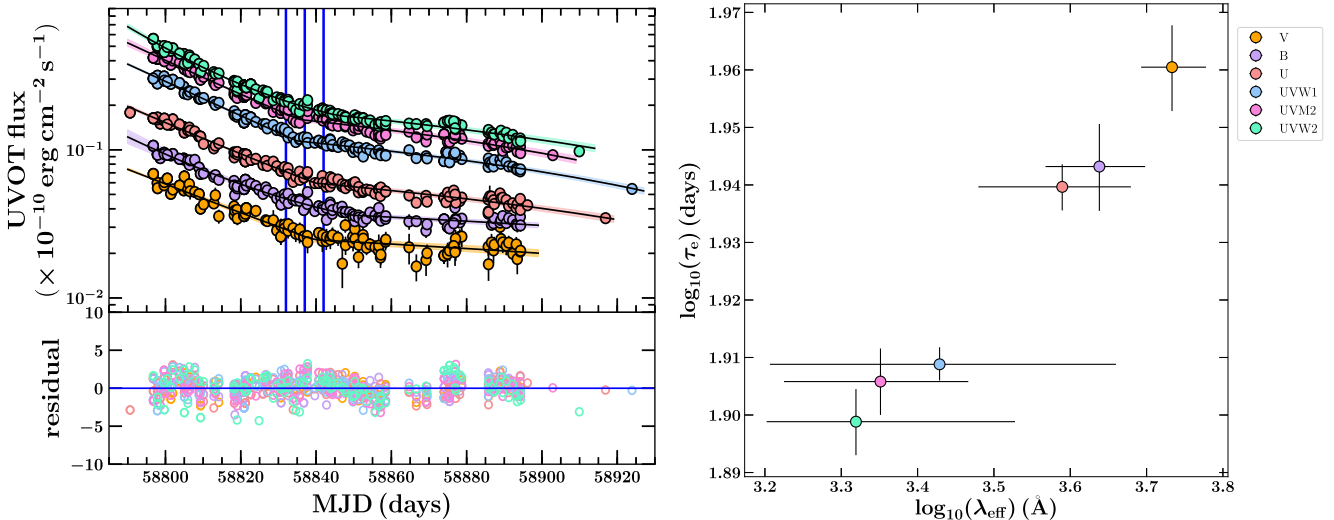 UVOT flux
(× 10⁻¹⁰ erg cm⁻² s⁻¹)
10⁻¹
10⁻²
residual
10
5
0
−5
−10
58800 58820 58840 58860 58880 58900 58920
MJD (days)
log₁₀(τₑ) (days)
1.97
1.96
1.95
1.94
1.93
1.92
1.91
1.90
1.89
3.2 3.3 3.4 3.5 3.6 3.7 3.8
log₁₀(λeff) (Å)
V
B
U
UVW1
UVM2
UVW2